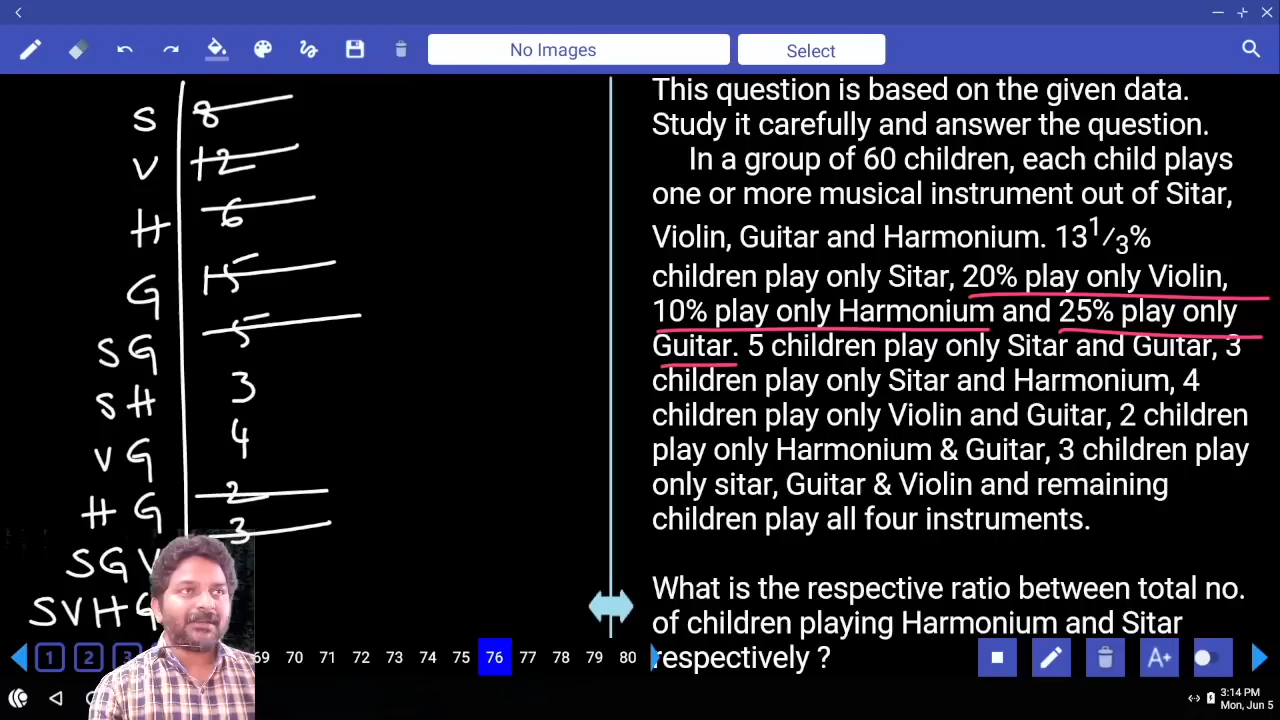 No Images
Select
S 8
V 12
H 6
G 15
SG 5
SH 3
VG 4
HG 2
SGV 3
SVHG
This question is based on the given data.
Study it carefully and answer the question.
In a group of 60 children, each child plays
one or more musical instrument out of Sitar,
Violin, Guitar and Harmonium. 13 1/3%
children play only Sitar, 20% play only Violin,
10% play only Harmonium and 25% play only
Guitar. 5 children play only Sitar and Guitar, 3
children play only Sitar and Harmonium, 4
children play only Violin and Guitar, 2 children
play only Harmonium & Guitar, 3 children play
only sitar, Guitar & Violin and remaining
children play all four instruments.
What is the respective ratio between total no.
of children playing Harmonium and Sitar
respectively ?
1 2 3 69 70 71 72 73 74 75 76 77 78 79 80
A+
3:14 PM
Mon, Jun 5